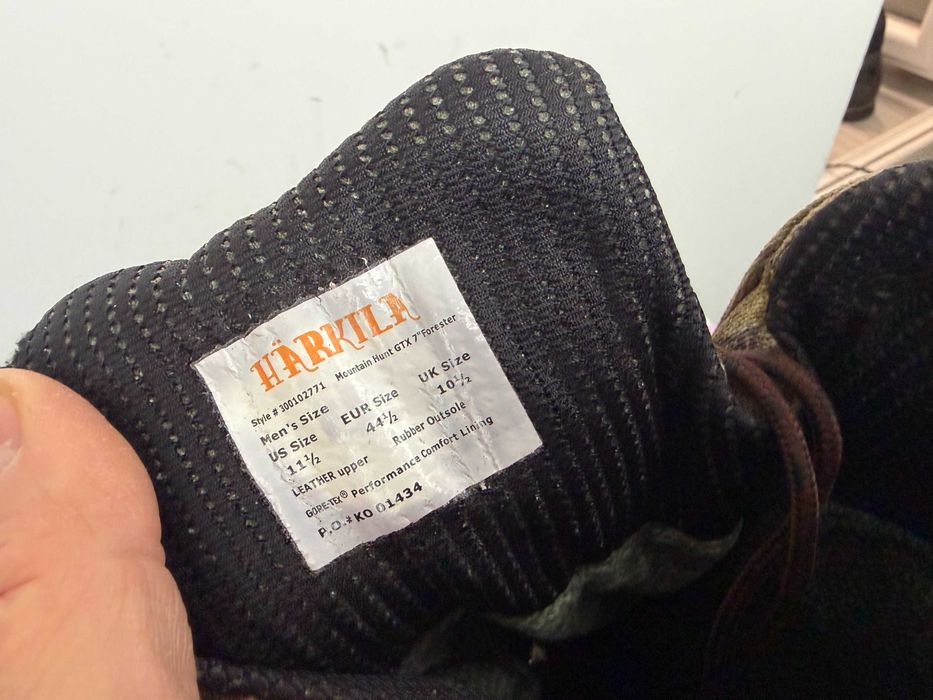 HÄRKILA
Style # 300102771 Mountain Hunt GTX 7" Forester
Men's Size
US Size EUR Size UK Size
11½ 44½ 10½
LEATHER upper Rubber Outsole
GORE-TEX® Performance Comfort Lining
P.O.# KO 01434